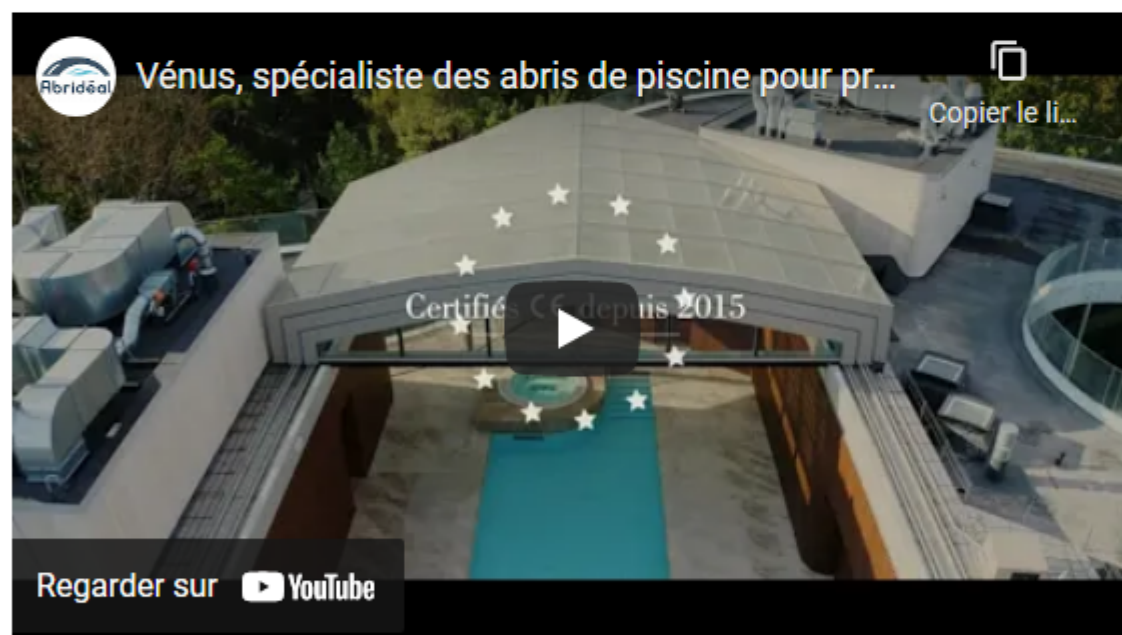 Abridéal
Vénus, spécialiste des abris de piscine pour pr...
Copier le li...
Certifiés CE depuis 2015
Regarder sur YouTube